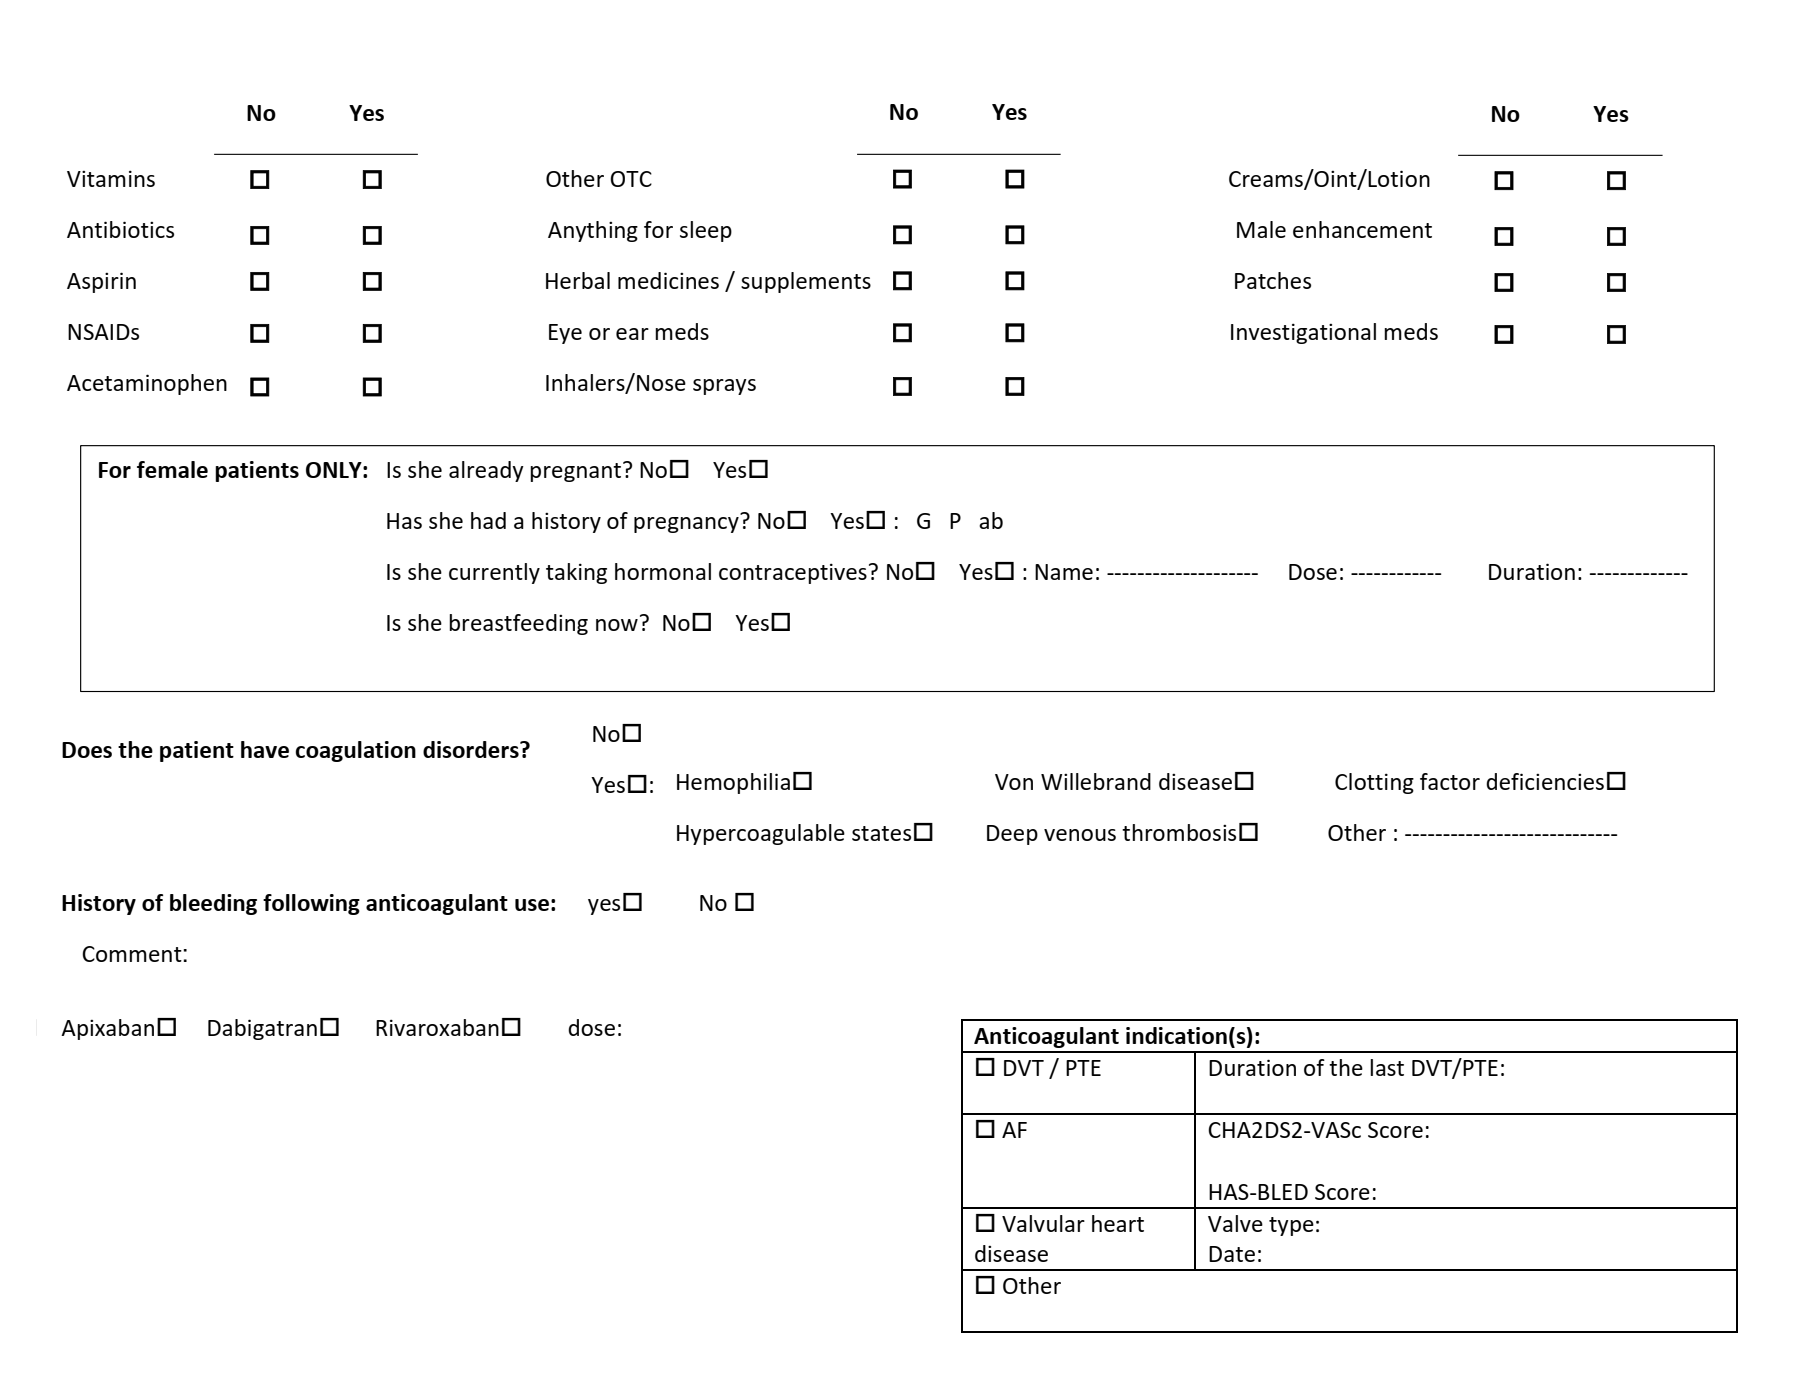 No Yes No Yes No Yes
Vitamins ☐ ☐ Other OTC ☐ ☐ Creams/Oint/Lotion ☐ ☐
Antibiotics ☐ ☐ Anything for sleep ☐ ☐ Male enhancement ☐ ☐
Aspirin ☐ ☐ Herbal medicines / supplements ☐ ☐ Patches ☐ ☐
NSAIDs ☐ ☐ Eye or ear meds ☐ ☐ Investigational meds ☐ ☐
Acetaminophen ☐ ☐ Inhalers/Nose sprays ☐ ☐
For female patients ONLY: Is she already pregnant? No☐ Yes☐
Has she had a history of pregnancy? No☐ Yes☐ : G P ab
Is she currently taking hormonal contraceptives? No☐ Yes☐ : Name: -------------------- Dose: ------------ Duration: -------------
Is she breastfeeding now? No☐ Yes☐
No☐
Does the patient have coagulation disorders?
Yes☐: Hemophilia☐ Von Willebrand disease☐ Clotting factor deficiencies☐
Hypercoagulable states☐ Deep venous thrombosis☐ Other : ----------------------------
History of bleeding following anticoagulant use: yes☐ No ☐
Comment:
Apixaban☐ Dabigatran☐ Rivaroxaban☐ dose:
Anticoagulant indication(s):
☐ DVT / PTE Duration of the last DVT/PTE:
☐ AF CHA2DS2-VASc Score:
HAS-BLED Score:
☐ Valvular heart Valve type:
disease Date:
☐ Other